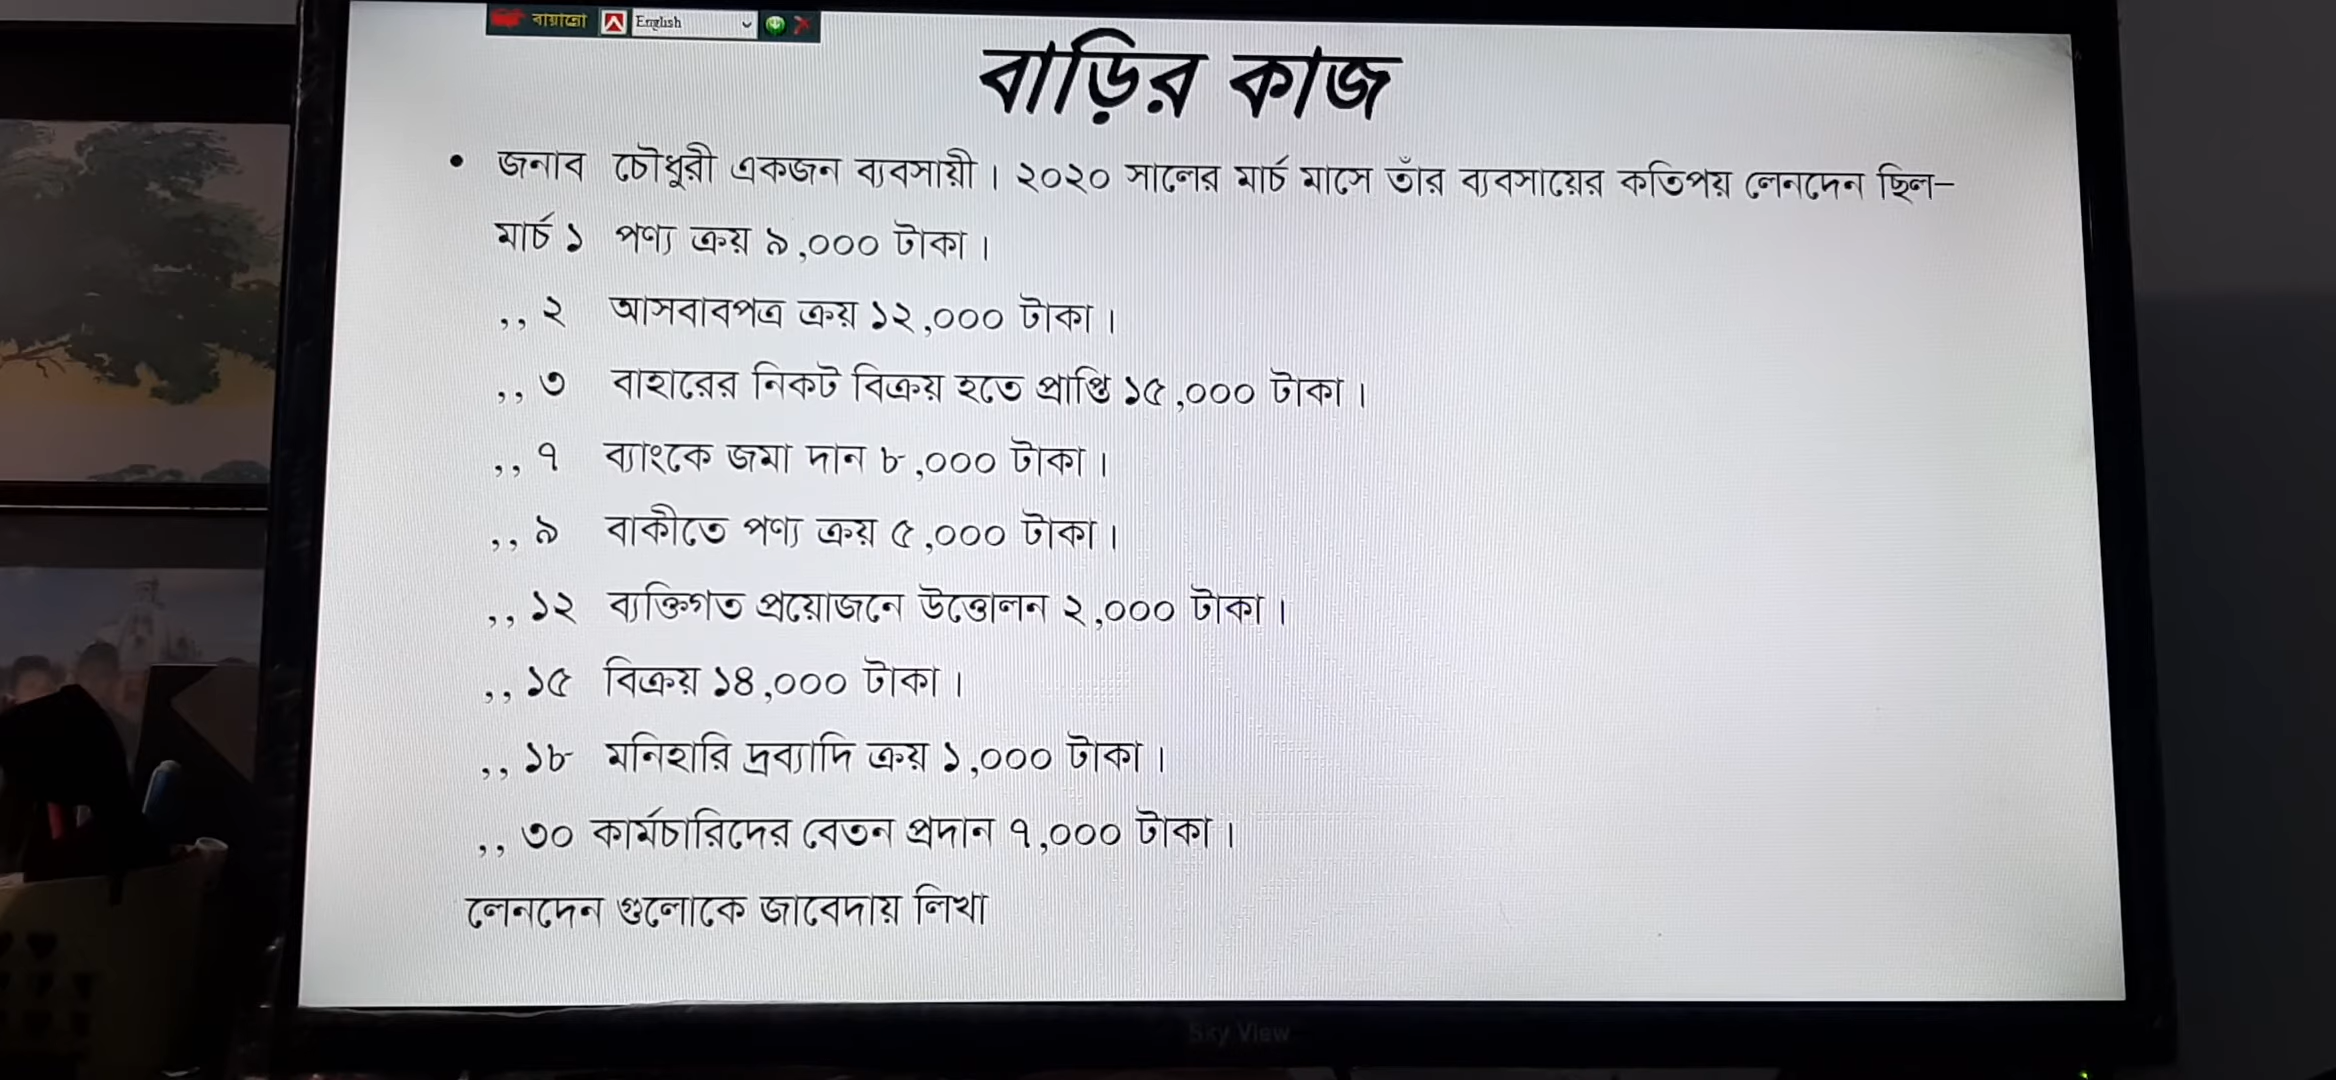 বায়ান্নো English
বাড়ির কাজ
• জনাব চৌধুরী একজন ব্যবসায়ী। ২০২০ সালের মার্চ মাসে তাঁর ব্যবসায়ের কতিপয় লেনদেন ছিল-
মার্চ ১ পণ্য ক্রয় ৯,০০০ টাকা।
,, ২ আসবাবপত্র ক্রয় ১২,০০০ টাকা।
,, ৩ বাহারের নিকট বিক্রয় হতে প্রাপ্তি ১৫,০০০ টাকা।
,, ৭ ব্যাংকে জমা দান ৮,০০০ টাকা।
,, ৯ বাকীতে পণ্য ক্রয় ৫,০০০ টাকা।
,, ১২ ব্যক্তিগত প্রয়োজনে উত্তোলন ২,০০০ টাকা।
,, ১৫ বিক্রয় ১৪,০০০ টাকা।
,, ১৮ মনিহারি দ্রব্যাদি ক্রয় ১,০০০ টাকা।
,, ৩০ কার্মচারিদের বেতন প্রদান ৭,০০০ টাকা।
লেনদেন গুলোকে জাবেদায় লিখা
Sky View